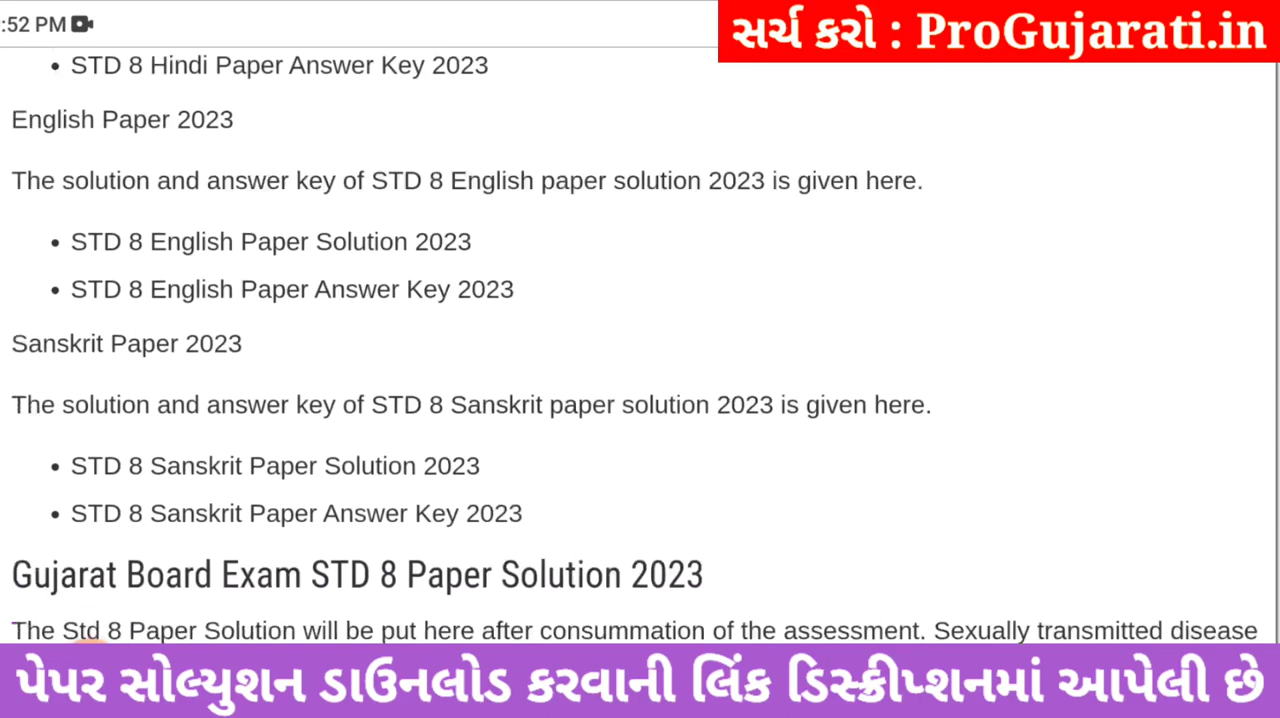 :52 PM
સર્ચ કરો : ProGujarati.in
STD 8 Hindi Paper Answer Key 2023
English Paper 2023
The solution and answer key of STD 8 English paper solution 2023 is given here.
STD 8 English Paper Solution 2023
STD 8 English Paper Answer Key 2023
Sanskrit Paper 2023
The solution and answer key of STD 8 Sanskrit paper solution 2023 is given here.
STD 8 Sanskrit Paper Solution 2023
STD 8 Sanskrit Paper Answer Key 2023
Gujarat Board Exam STD 8 Paper Solution 2023
The Std 8 Paper Solution will be put here after consummation of the assessment. Sexually transmitted disease
પેપર સોલ્યુશન ડાઉનલોડ કરવાની લિંક ડિસ્ક્રીપ્શનમાં આપેલી છે